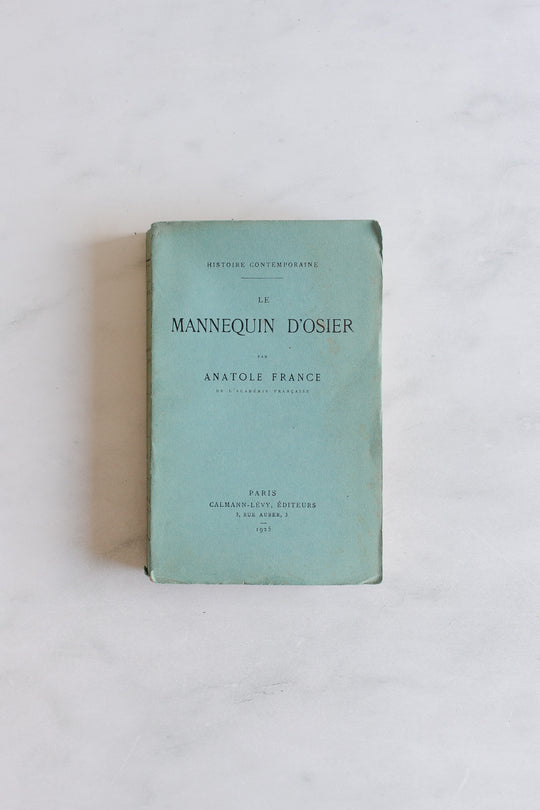 HISTOIRE CONTEMPORAINE
LE
MANNEQUIN D'OSIER
PAR
ANATOLE FRANCE
DE L'ACADÉMIE FRANÇAISE
PARIS
CALMANN-LÉVY, ÉDITEURS
3, RUE AUBER, 3
1925